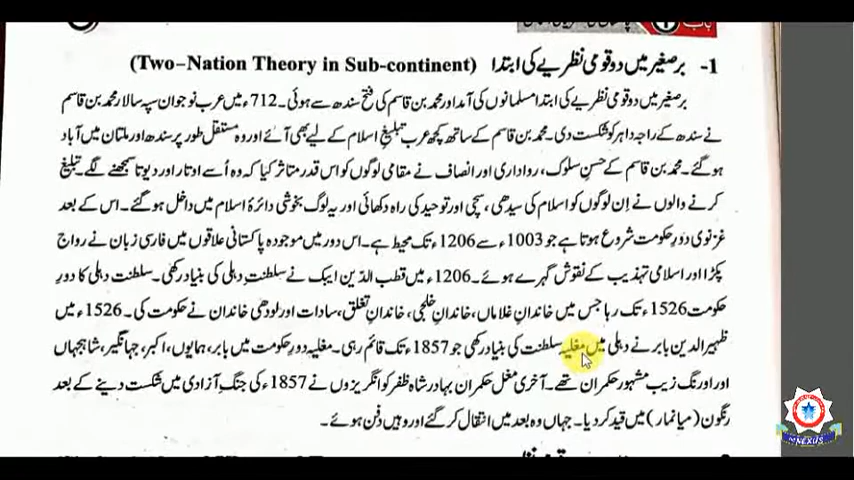 1- برصغیر میں دو قومی نظریے کی ابتدا (Two-Nation Theory in Sub-continent)
برصغیر میں دو قومی نظریے کی ابتدا مسلمانوں کی آمد اور محمد بن قاسم کی فتح سندھ سے ہوئی۔ 712ء میں عرب نوجوان سپہ سالار محمد بن قاسم
نے سندھ کے راجہ داہر کو شکست دی۔ محمد بن قاسم کے ساتھ کچھ عرب تبلیغِ اسلام کے لیے بھی آئے اور وہ مستقل طور پر سندھ اور ملتان میں آباد
ہو گئے۔ محمد بن قاسم کے حسنِ سلوک، رواداری اور انصاف نے مقامی لوگوں کو اس قدر متاثر کیا کہ وہ اُسے اوتار اور دیوتا سمجھنے لگے۔ تبلیغ
کرنے والوں نے اِن لوگوں کو اسلام کی سیدھی، سچی اور توحید کی راہ دکھائی اور یہ لوگ بخوشی دائرۂ اسلام میں داخل ہو گئے۔ اس کے بعد
غزنوی دَورِ حکومت شروع ہوتا ہے جو 1003ء سے 1206ء تک محیط ہے۔ اس دور میں موجودہ پاکستانی علاقوں میں فارسی زبان نے رواج
پکڑا اور اسلامی تہذیب کے نقوش گہرے ہوئے۔ 1206ء میں قطب الدّین ایبک نے سلطنتِ دہلی کی بنیاد رکھی۔ سلطنت دہلی کا دورِ
حکومت 1526ء تک رہا جس میں خاندانِ غلاماں، خاندانِ خلجی، خاندانِ تغلق، سادات اور لودھی خاندان نے حکومت کی۔ 1526ء میں
ظہیر الدین بابر نے دہلی میں مغلیہ سلطنت کی بنیاد رکھی جو 1857ء تک قائم رہی۔ مغلیہ دورِ حکومت میں بابر، ہمایوں، اکبر، جہانگیر، شاہجہاں
اور اورنگ زیب مشہور حکمران تھے۔ آخری مغل حکمران بہادر شاہ ظفر کو انگریزوں نے 1857ء کی جنگِ آزادی میں شکست دینے کے بعد
رنگون (میانمار) میں قید کر دیا۔ جہاں وہ بعد میں انتقال کر گئے اور وہیں دفن ہوئے۔
NEXUS